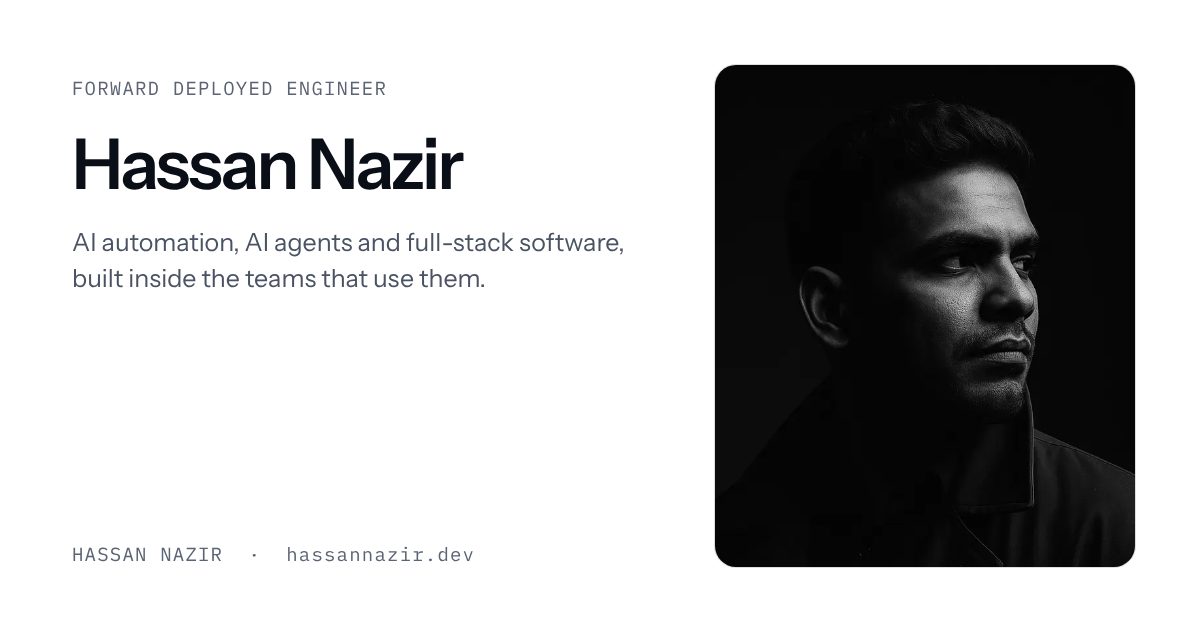 FORWARD DEPLOYED ENGINEER
Hassan Nazir
AI automation, AI agents and full-stack software,
built inside the teams that use them.
HASSAN NAZIR · hassannazir.dev